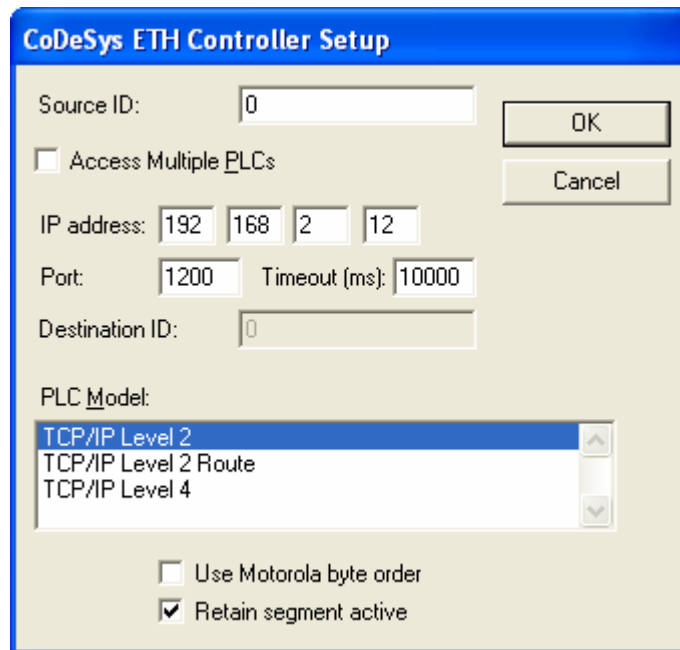 CoDeSys ETH Controller Setup
Source ID: 0
OK
Access Multiple PLCs
Cancel
IP address: 192 168 2 12
Port: 1200 Timeout (ms): 10000
Destination ID: 0
PLC Model:
TCP/IP Level 2
TCP/IP Level 2 Route
TCP/IP Level 4
Use Motorola byte order
Retain segment active